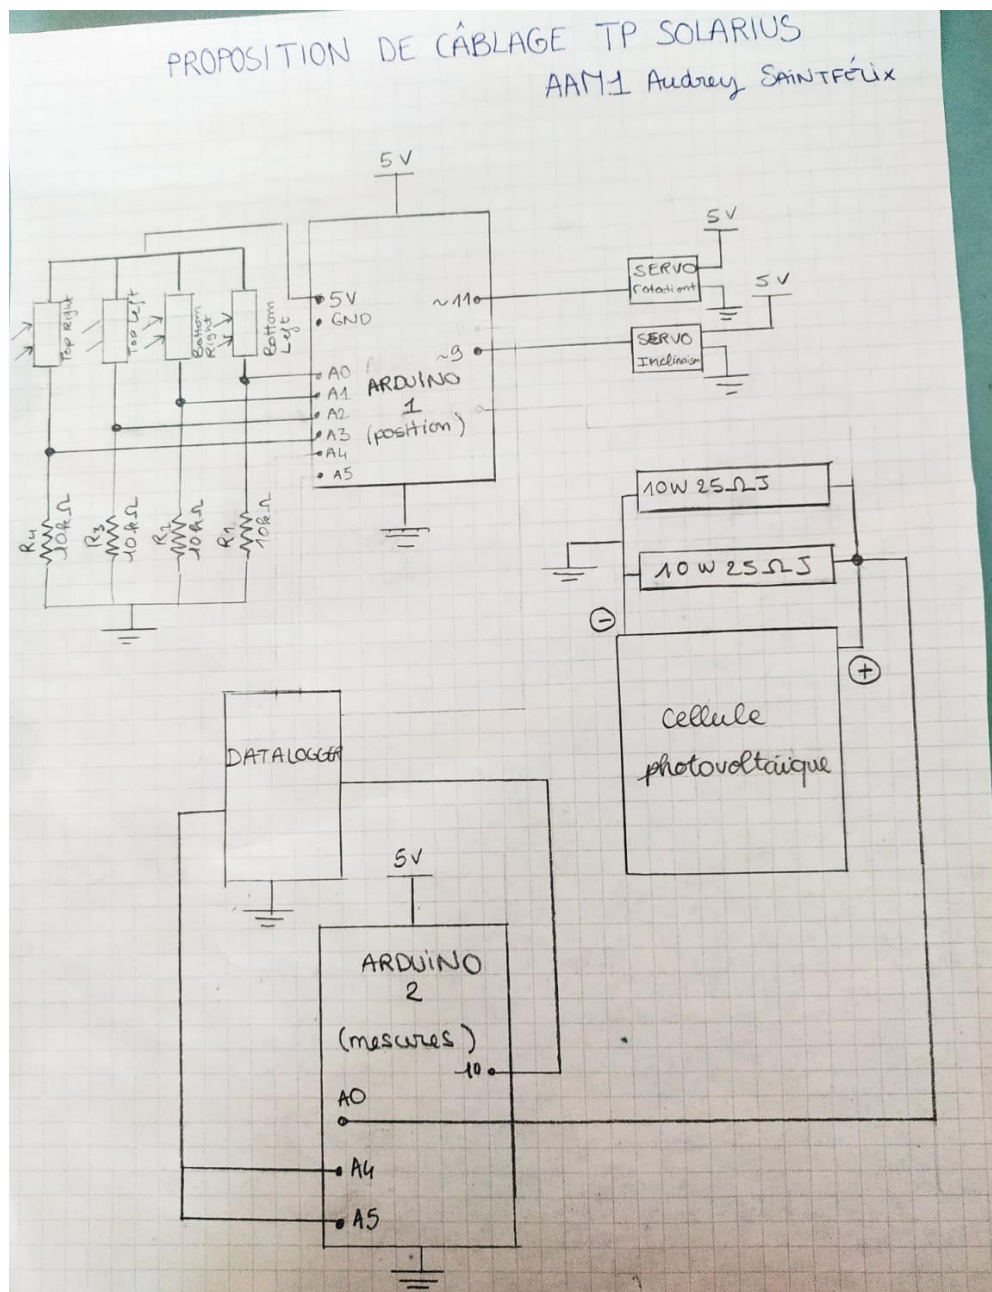 PROPOSITION DE CÂBLAGE TP SOLARIUS
AAM1 Audrey SAINTFÉLIX
5V
Top Right
Top Left
Bottom
Right
Bottom
Left
5V
GND
A0
A1
A2
A3
A4
A5
ARDUINO
1
(position)
~11
~9
SERVO
rotation
5V
SERVO
Inclinaison
5V
R4
10kΩ
R3
10kΩ
R2
10kΩ
R1
10kΩ
10W 25ΩJ
10W 25ΩJ
-
+
cellule
photovoltaïque
DATALOGGER
5V
ARDUINO
2
(mesures)
10
A0
A4
A5